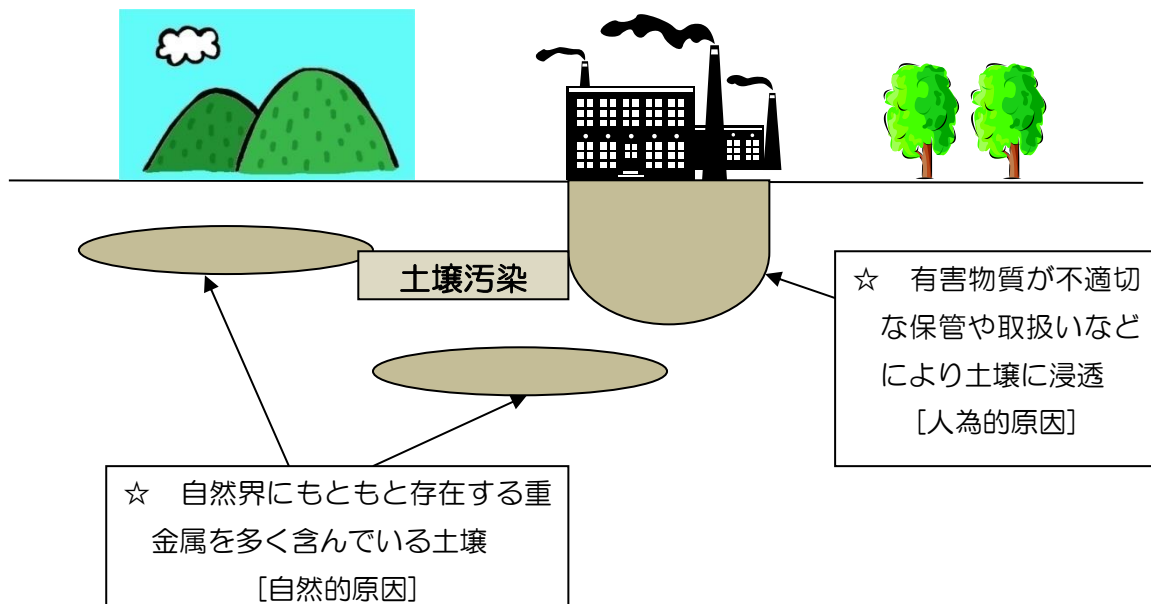 土壌汚染
☆　有害物質が不適切
な保管や取扱いなど
により土壌に浸透
［人為的原因］
☆　自然界にもともと存在する重
金属を多く含んでいる土壌
［自然的原因］